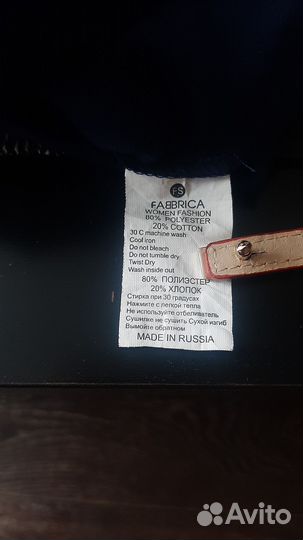 FS
FABBRICA
WOMEN FASHION
80% POLYESTER
20% COTTON
30 C machine wash
Cool iron
Do not bleach
Do not tumble dry
Twist Dry
Wash inside out
80% ПОЛИЭСТЕР
20% ХЛОПОК
Стирка при 30 градусах
Нажмите с легкой тепла
Не используйте отбеливатель
Сушилке не сушить Сухой изгиб
Вымойте обратном
MADE IN RUSSIA
Avito